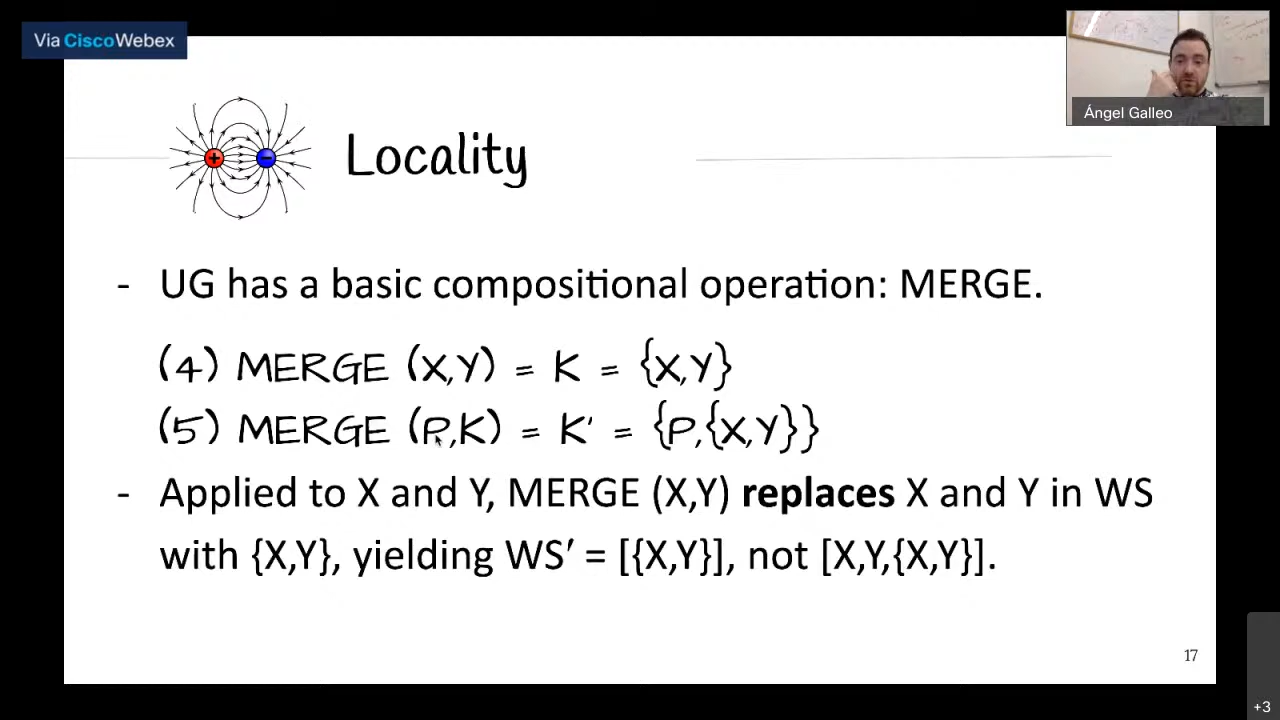 Via CiscoWebex
Ángel Galleo
+ -
Locality
- UG has a basic compositional operation: MERGE.
(4) MERGE (X,Y) = K = {X,Y}
(5) MERGE (P,K) = K' = {P,{X,Y}}
- Applied to X and Y, MERGE (X,Y) replaces X and Y in WS
with {X,Y}, yielding WS′ = [{X,Y}], not [X,Y,{X,Y}].
17
+3